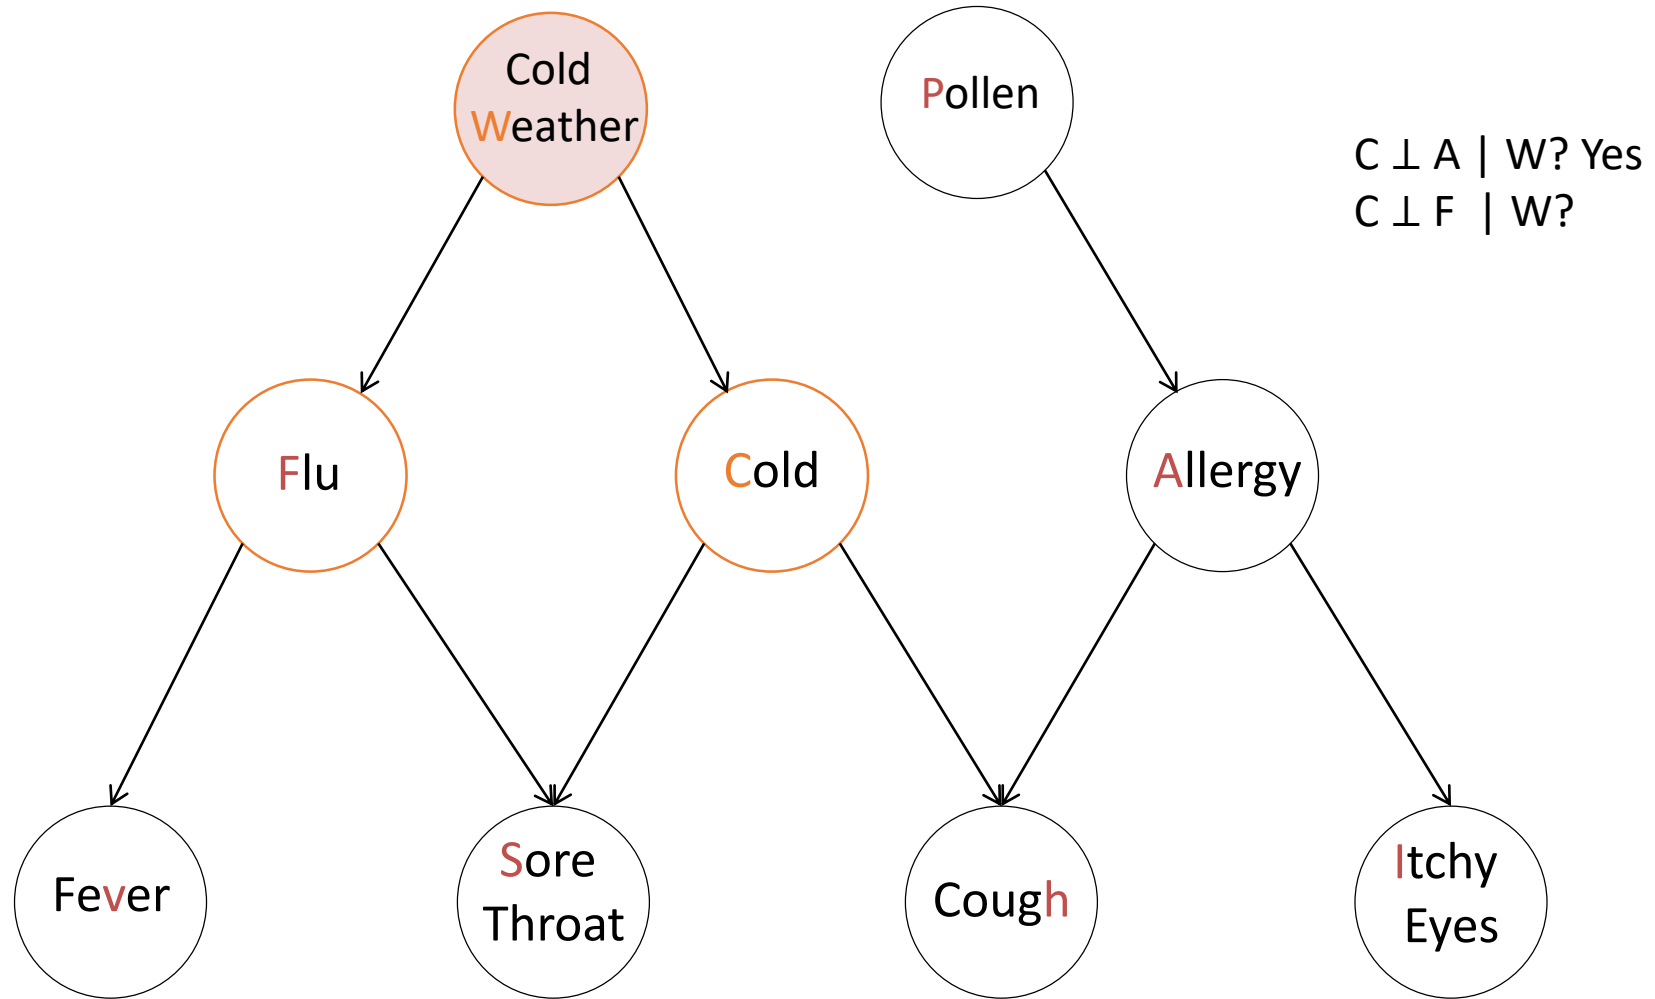 Cold
Weather
Pollen
C ⊥ A | W? Yes
C ⊥ F | W?
Flu
Cold
Allergy
Fever
Sore
Throat
Cough
Itchy
Eyes